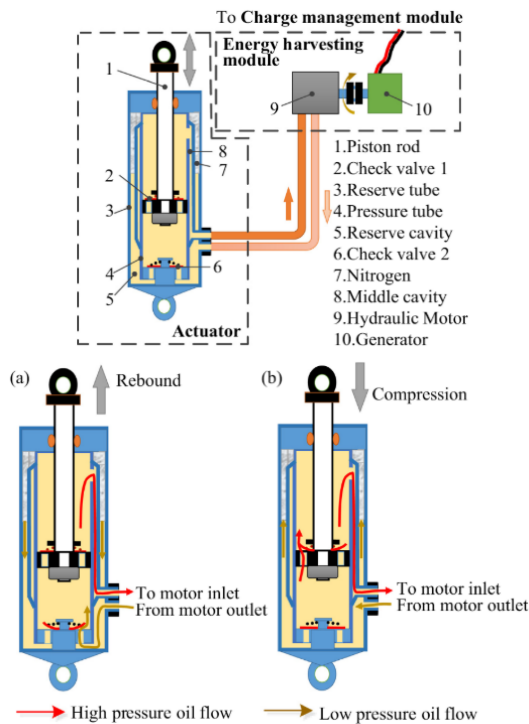 To Charge management module
Energy harvesting
module
1
2
3
4
5
6
7
8
9
10
1.Piston rod
2.Check valve 1
3.Reserve tube
4.Pressure tube
5.Reserve cavity
6.Check valve 2
7.Nitrogen
8.Middle cavity
9.Hydraulic Motor
10.Generator
Actuator
(a)
Rebound
(b)
Compression
To motor inlet
From motor outlet
To motor inlet
From motor outlet
High pressure oil flow
Low pressure oil flow